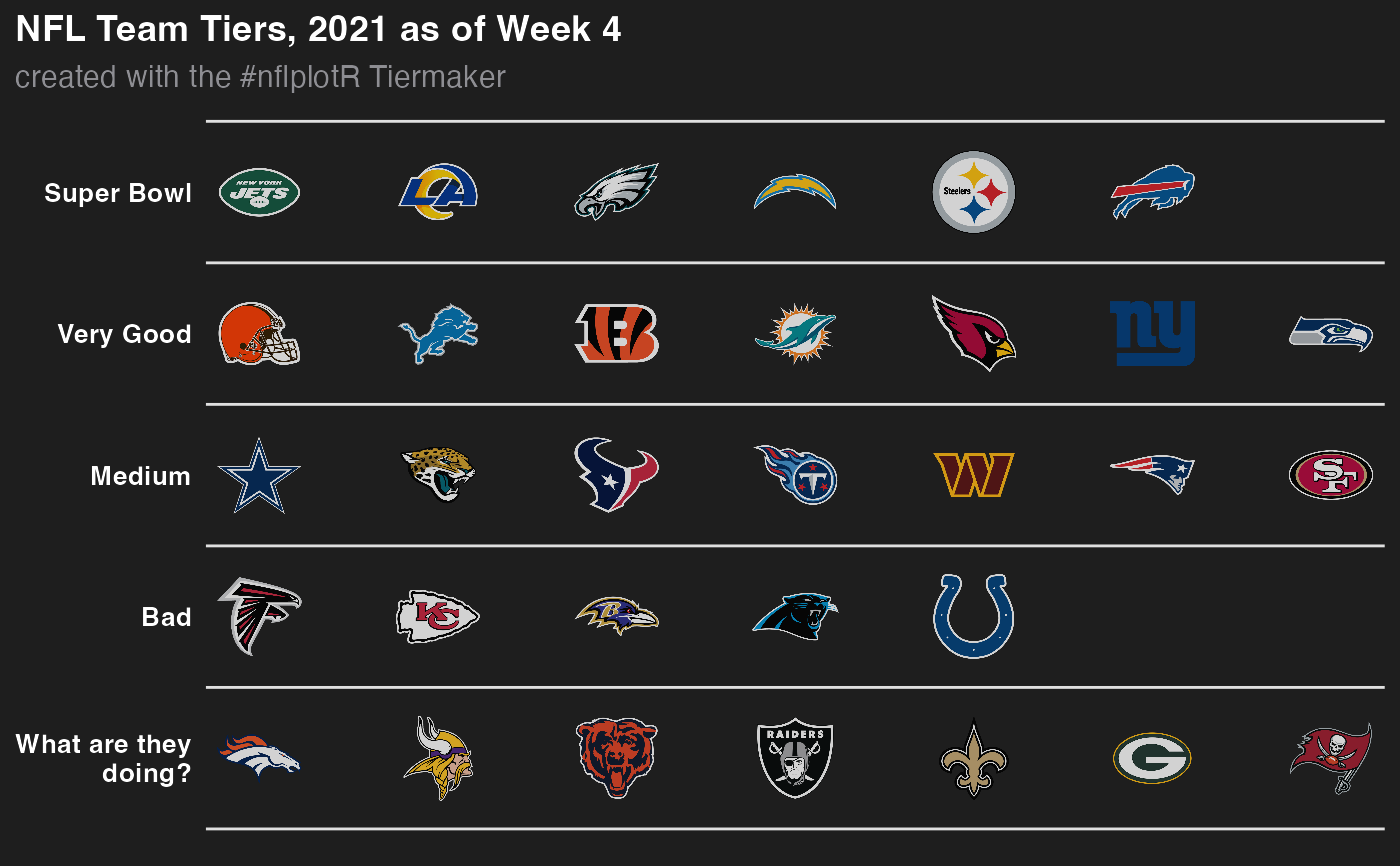 NFL Team Tiers, 2021 as of Week 4
created with the #nflplotR Tiermaker
Super Bowl
NEW YORK
JETS
LA
Steelers
Very Good
B
ny
Medium
T
W
SF
Bad
KC
B
What are they
doing?
RAIDERS
G